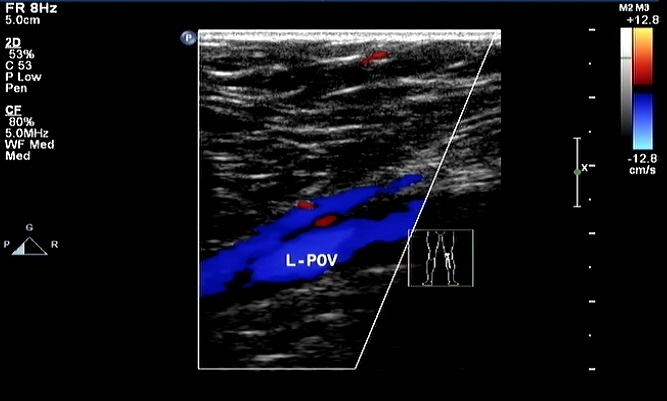 FR 8Hz
5.0cm
2D
53%
C 53
P Low
Pen
CF
80%
5.0MHz
WF Med
Med
P
G
P R
L-POV
M2 M3
+12.8
-12.8
cm/s
X